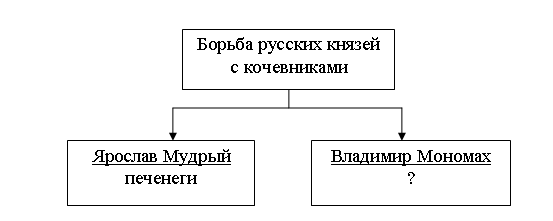 Борьба русских князей
с кочевниками
Ярослав Мудрый
печенеги
Владимир Мономах
?